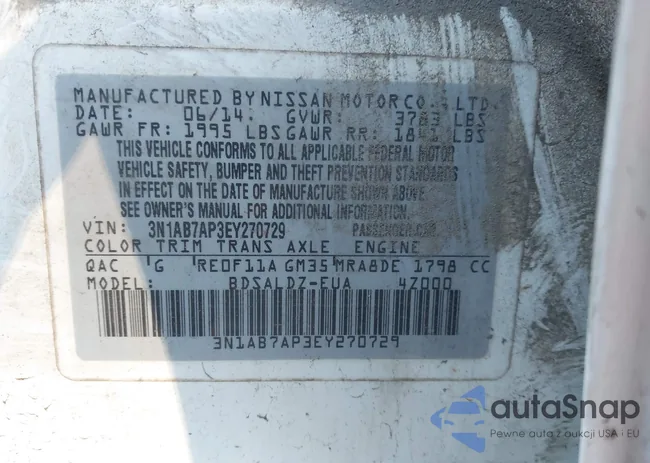 MANUFACTURED BY NISSAN MOTOR CO., LTD.
DATE: 06/14 GVWR: 3783 LBS
GAWR FR: 1995 LBS GAWR RR: 1841 LBS
THIS VEHICLE CONFORMS TO ALL APPLICABLE FEDERAL MOTOR
VEHICLE SAFETY, BUMPER AND THEFT PREVENTION STANDARDS
IN EFFECT ON THE DATE OF MANUFACTURE SHOWN ABOVE
SEE OWNER'S MANUAL FOR ADDITIONAL INFORMATION
VIN: 3N1AB7AP3EY270729 PASSENGER CAR
COLOR TRIM TRANS AXLE ENGINE
QAC G RE0F11A GM35 MRA8DE 1798 CC
MODEL: BDSALDZ-EUA 4Z000
3N1AB7AP3EY270729
autoSnap
Pewne auto z aukcji USA i EU